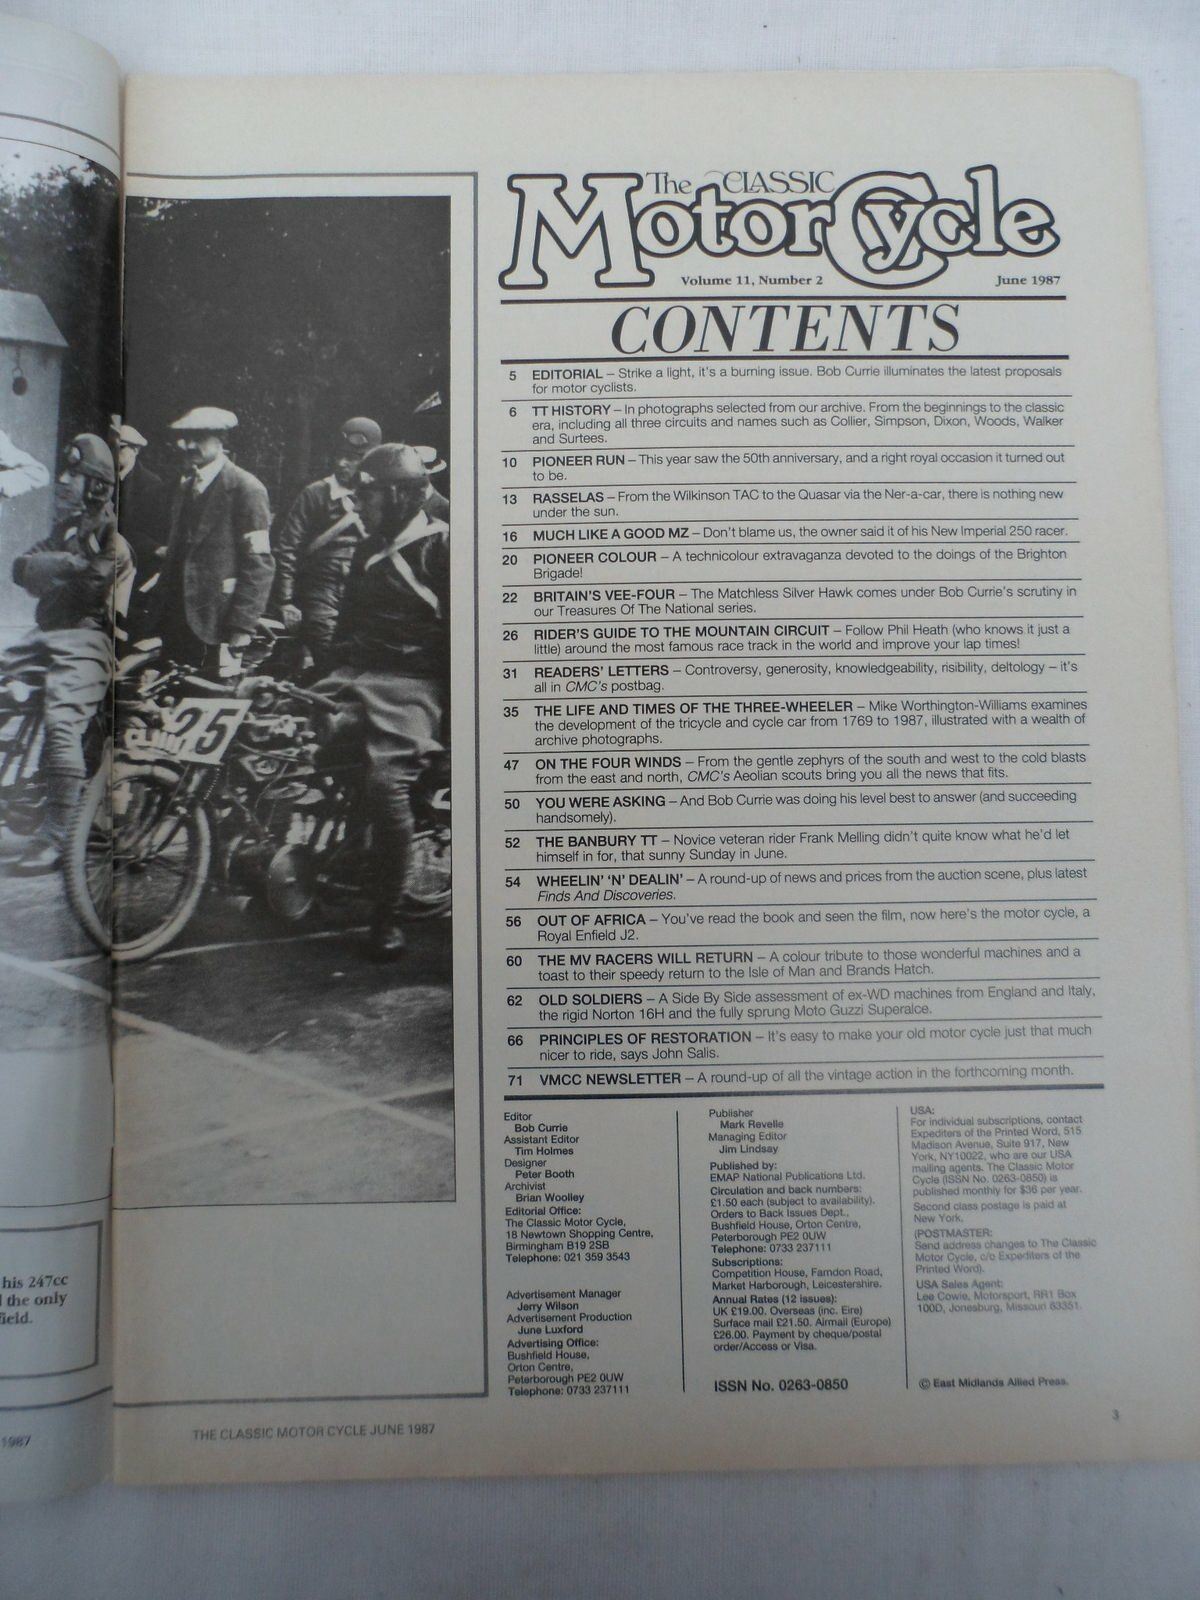 his 247cc
the only
field.
1987
25
THE CLASSIC MOTOR CYCLE JUNE 1987
The CLASSIC
MotorCycle
Volume 11, Number 2 June 1987
CONTENTS
5 EDITORIAL – Strike a light, it's a burning issue. Bob Currie illuminates the latest proposals
for motor cyclists.
6 TT HISTORY – In photographs selected from our archive. From the beginnings to the classic
era, including all three circuits and names such as Collier, Simpson, Dixon, Woods, Walker
and Surtees.
10 PIONEER RUN – This year saw the 50th anniversary, and a right royal occasion it turned out
to be.
13 RASSELAS – From the Wilkinson TAC to the Quasar via the Ner-a-car, there is nothing new
under the sun.
16 MUCH LIKE A GOOD MZ – Don't blame us, the owner said it of his New Imperial 250 racer.
20 PIONEER COLOUR – A technicolour extravaganza devoted to the doings of the Brighton
Brigade!
22 BRITAIN'S VEE-FOUR – The Matchless Silver Hawk comes under Bob Currie's scrutiny in
our Treasures Of The National series.
26 RIDER'S GUIDE TO THE MOUNTAIN CIRCUIT – Follow Phil Heath (who knows it just a
little) around the most famous race track in the world and improve your lap times!
31 READERS' LETTERS – Controversy, generosity, knowledgeability, risibility, deltology – it's
all in CMC's postbag.
35 THE LIFE AND TIMES OF THE THREE-WHEELER – Mike Worthington-Williams examines
the development of the tricycle and cycle car from 1769 to 1987, illustrated with a wealth of
archive photographs.
47 ON THE FOUR WINDS – From the gentle zephyrs of the south and west to the cold blasts
from the east and north, CMC's Aeolian scouts bring you all the news that fits.
50 YOU WERE ASKING – And Bob Currie was doing his level best to answer (and succeeding
handsomely).
52 THE BANBURY TT – Novice veteran rider Frank Melling didn't quite know what he'd let
himself in for, that sunny Sunday in June.
54 WHEELIN' 'N' DEALIN' – A round-up of news and prices from the auction scene, plus latest
Finds And Discoveries.
56 OUT OF AFRICA – You've read the book and seen the film, now here's the motor cycle, a
Royal Enfield J2.
60 THE MV RACERS WILL RETURN – A colour tribute to those wonderful machines and a
toast to their speedy return to the Isle of Man and Brands Hatch.
62 OLD SOLDIERS – A Side By Side assessment of ex-WD machines from England and Italy,
the rigid Norton 16H and the fully sprung Moto Guzzi Superalce.
66 PRINCIPLES OF RESTORATION – It's easy to make your old motor cycle just that much
nicer to ride, says John Salis.
71 VMCC NEWSLETTER – A round-up of all the vintage action in the forthcoming month.
Editor
Bob Currie
Assistant Editor
Tim Holmes
Designer
Peter Booth
Archivist
Brian Woolley
Editorial Office:
The Classic Motor Cycle,
18 Newtown Shopping Centre,
Birmingham B19 2SB
Telephone: 021 359 3543
Advertisement Manager
Jerry Wilson
Advertisement Production
June Luxford
Advertising Office:
Bushfield House,
Orton Centre,
Peterborough PE2 0UW
Telephone: 0733 237111
Publisher
Mark Revelle
Managing Editor
Jim Lindsay
Published by:
EMAP National Publications Ltd.
Circulation and back numbers:
£1.50 each (subject to availability).
Orders to Back Issues Dept.,
Bushfield House, Orton Centre,
Peterborough PE2 0UW
Telephone: 0733 237111
Subscriptions:
Competition House, Farndon Road,
Market Harborough, Leicestershire.
Annual Rates (12 issues):
UK £19.00. Overseas (inc. Eire)
Surface mail £21.50. Airmail (Europe)
£26.00. Payment by cheque/postal
order/Access or Visa.
ISSN No. 0263-0850
USA:
For individual subscriptions, contact
Expediters of the Printed Word, 515
Madison Avenue, Suite 917, New
York, NY10022, who are our USA
mailing agents. The Classic Motor
Cycle (ISSN No. 0263-0850) is
published monthly for $36 per year.
Second class postage is paid at
New York.
(POSTMASTER:
Send address changes to The Classic
Motor Cycle, c/o Expediters of the
Printed Word).
USA Sales Agent:
Lee Cowie, Motorsport, RR1 Box
100D, Jonesburg, Missouri 63351.
© East Midlands Allied Press.
3